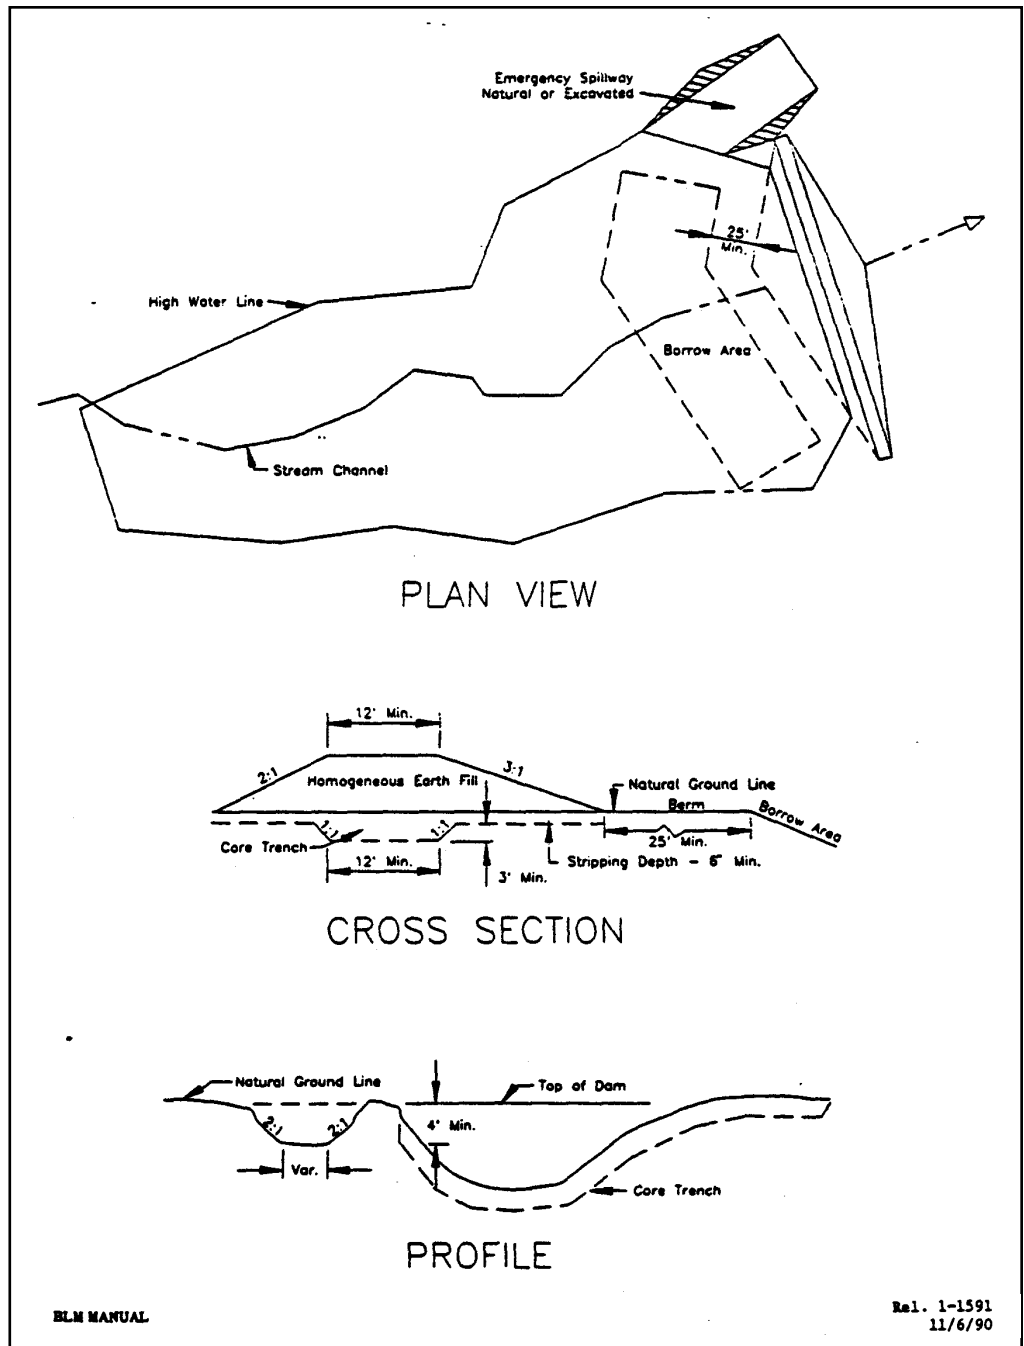 Emergency Spillway
Natural or Excavated
25'
Min.
High Water Line
Borrow Area
Stream Channel
PLAN VIEW
12' Min.
2:1
3:1
Homogeneous Earth Fill
Natural Ground Line
Berm
Borrow Area
1:1
1:1
Core Trench
12' Min.
25' Min.
Stripping Depth - 6" Min.
3' Min.
CROSS SECTION
Natural Ground Line
Top of Dam
2:1
2:1
4' Min.
Var.
Core Trench
PROFILE
BLM MANUAL
Rel. 1-1591
11/6/90